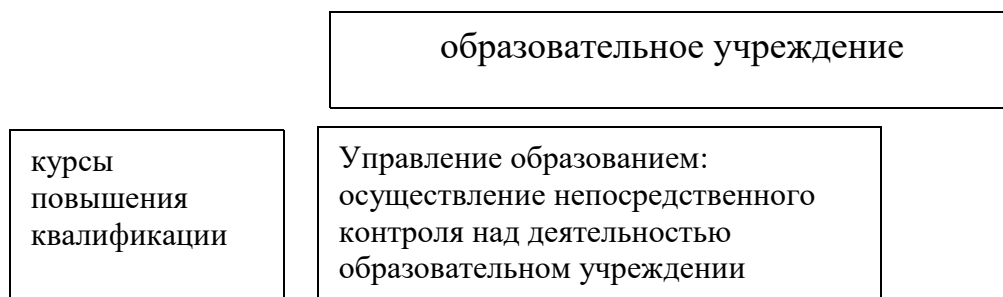 образовательное учреждение
курсы
повышения
квалификации
Управление образованием:
осуществление непосредственного
контроля над деятельностью
образовательном учреждении